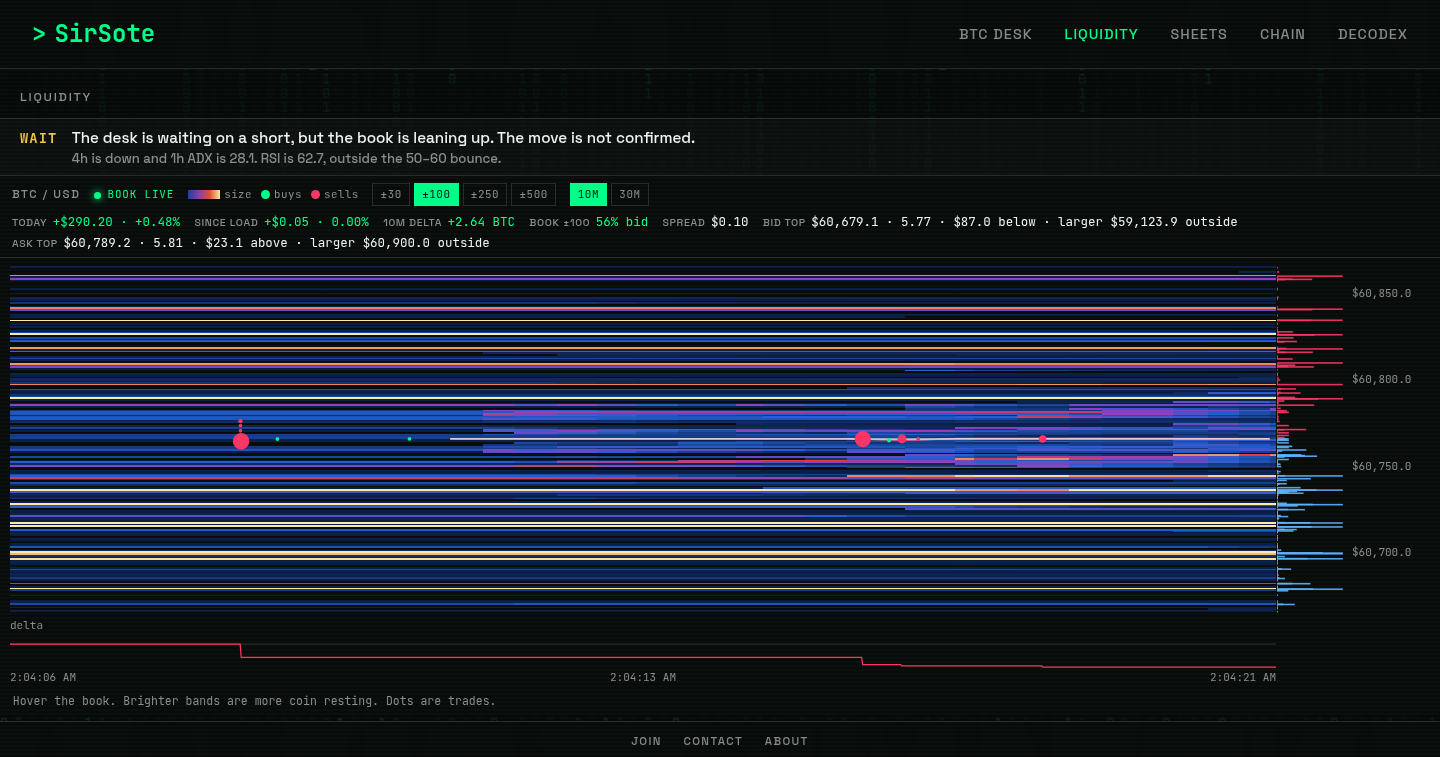 > SirSote
BTC DESK LIQUIDITY SHEETS CHAIN DECODEX
LIQUIDITY
WAIT The desk is waiting on a short, but the book is leaning up. The move is not confirmed.
4h is down and 1h ADX is 28.1. RSI is 62.7, outside the 50–60 bounce.
BTC / USD BOOK LIVE size buys sells ±30 ±100 ±250 ±500 10M 30M
TODAY +$290.20 · +0.48% SINCE LOAD +$0.05 · 0.00% 10M DELTA +2.64 BTC BOOK ±100 56% bid SPREAD $0.10 BID TOP $60,679.1 · 5.77 · $87.0 below · larger $59,123.9 outside
ASK TOP $60,789.2 · 5.81 · $23.1 above · larger $60,900.0 outside
$60,850.0
$60,800.0
$60,750.0
$60,700.0
delta
2:04:06 AM 2:04:13 AM 2:04:21 AM
Hover the book. Brighter bands are more coin resting. Dots are trades.
JOIN CONTACT ABOUT